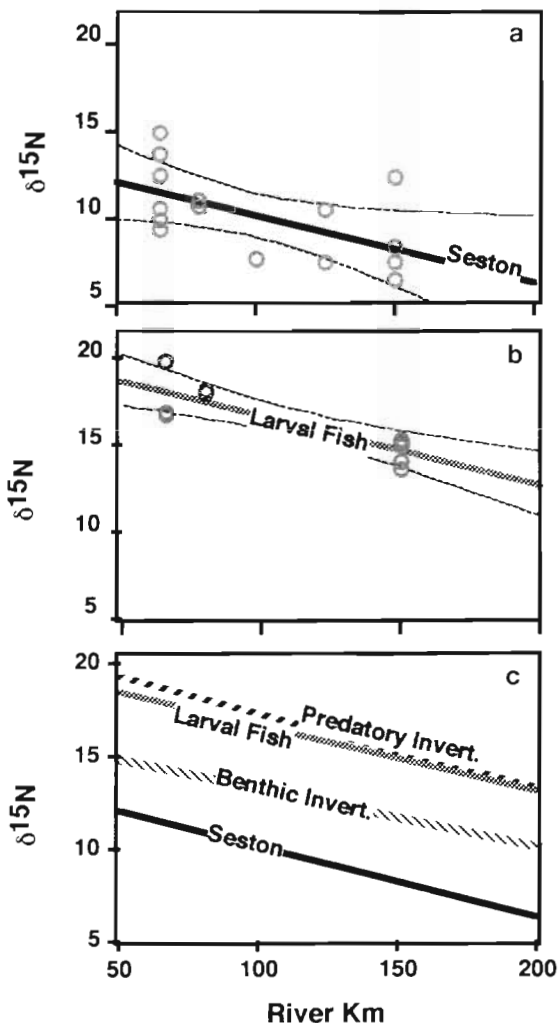 a
20
15
10
5
δ15N
Seston
b
20
15
10
5
δ15N
Larval Fish
c
20
15
10
5
δ15N
Predatory Invert.
Larval Fish
Benthic Invert.
Seston
50 100 150 200
River Km